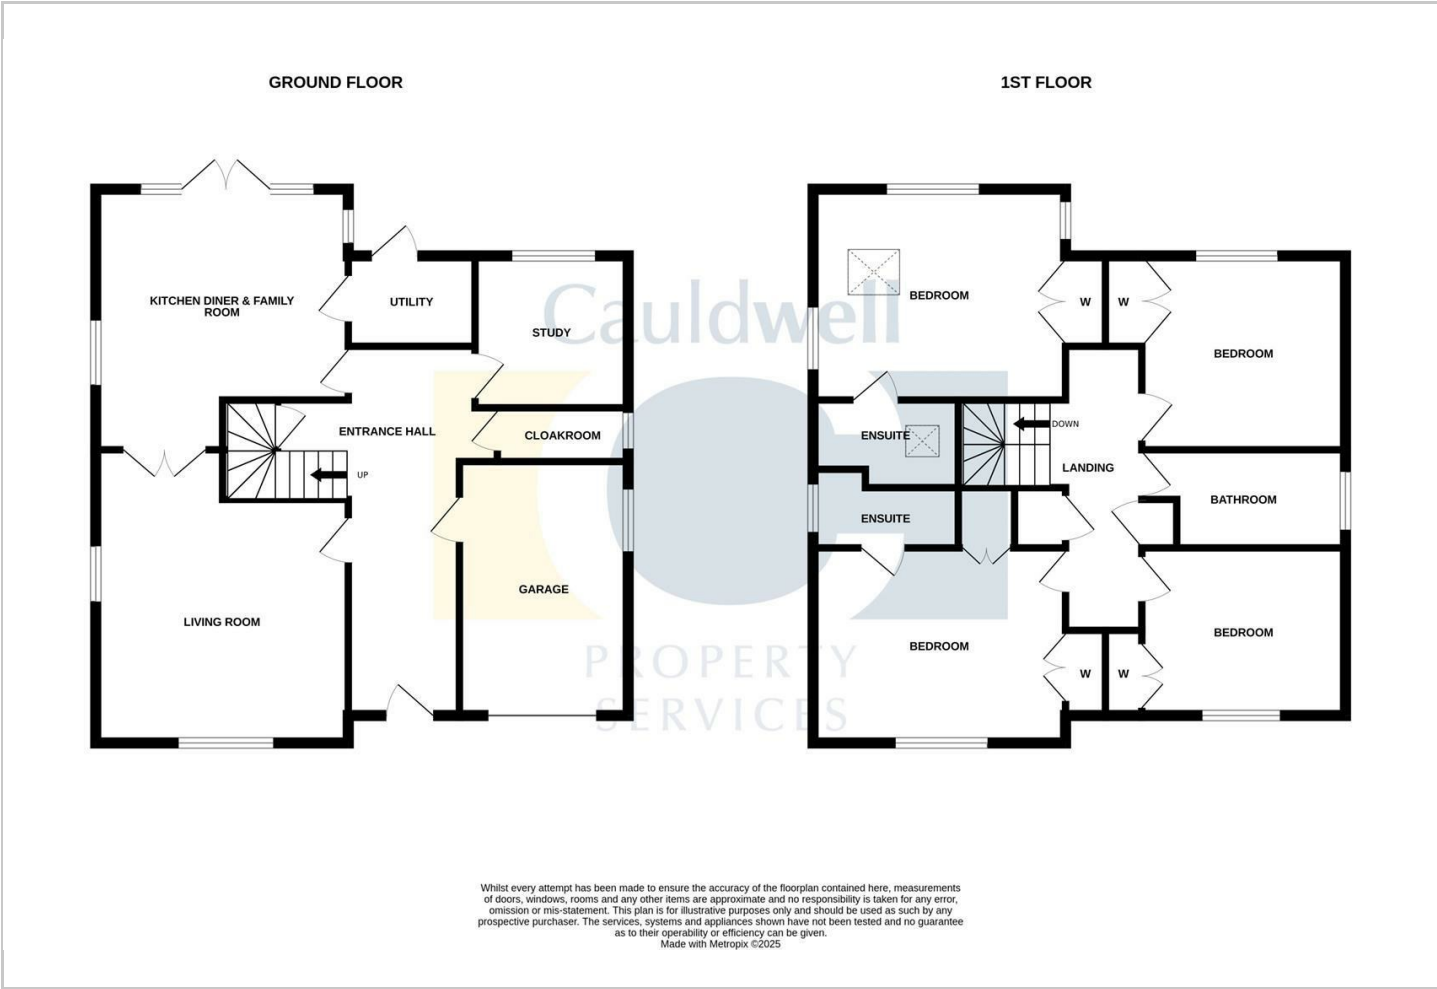 GROUND FLOOR
KITCHEN DINER & FAMILY
ROOM
UTILITY
STUDY
ENTRANCE HALL
CLOAKROOM
UP
GARAGE
LIVING ROOM
1ST FLOOR
BEDROOM
W
W
BEDROOM
ENSUITE
DOWN
LANDING
BATHROOM
ENSUITE
BEDROOM
BEDROOM
W
W
Cauldwell
PROPERTY
SERVICES
Whilst every attempt has been made to ensure the accuracy of the floorplan contained here, measurements
of doors, windows, rooms and any other items are approximate and no responsibility is taken for any error,
omission or mis-statement. This plan is for illustrative purposes only and should be used as such by any
prospective purchaser. The services, systems and appliances shown have not been tested and no guarantee
as to their operability or efficiency can be given.
Made with Metropix ©2025